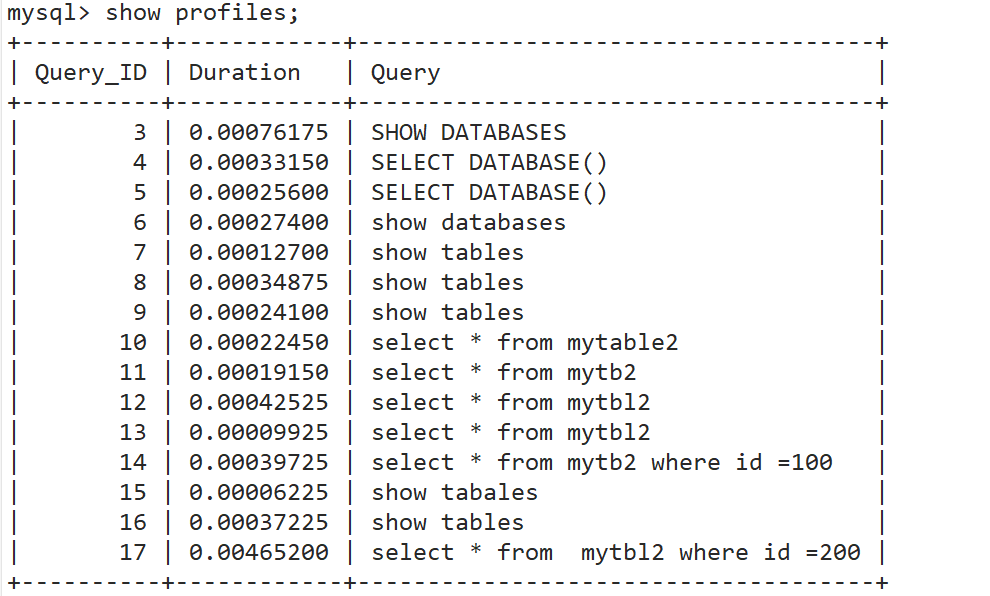 mysql> show profiles;
+----------+------------+-------------------------------------+
| Query_ID | Duration   | Query                               |
+----------+------------+-------------------------------------+
|        3 | 0.00076175 | SHOW DATABASES                      |
|        4 | 0.00033150 | SELECT DATABASE()                   |
|        5 | 0.00025600 | SELECT DATABASE()                   |
|        6 | 0.00027400 | show databases                      |
|        7 | 0.00012700 | show tables                         |
|        8 | 0.00034875 | show tables                         |
|        9 | 0.00024100 | show tables                         |
|       10 | 0.00022450 | select * from mytable2              |
|       11 | 0.00019150 | select * from mytb2                 |
|       12 | 0.00042525 | select * from mytbl2                |
|       13 | 0.00009925 | select * from mytbl2                |
|       14 | 0.00039725 | select * from mytb2 where id =100   |
|       15 | 0.00006225 | show tabales                        |
|       16 | 0.00037225 | show tables                         |
|       17 | 0.00465200 | select * from  mytbl2 where id =200 |
+----------+------------+-------------------------------------+